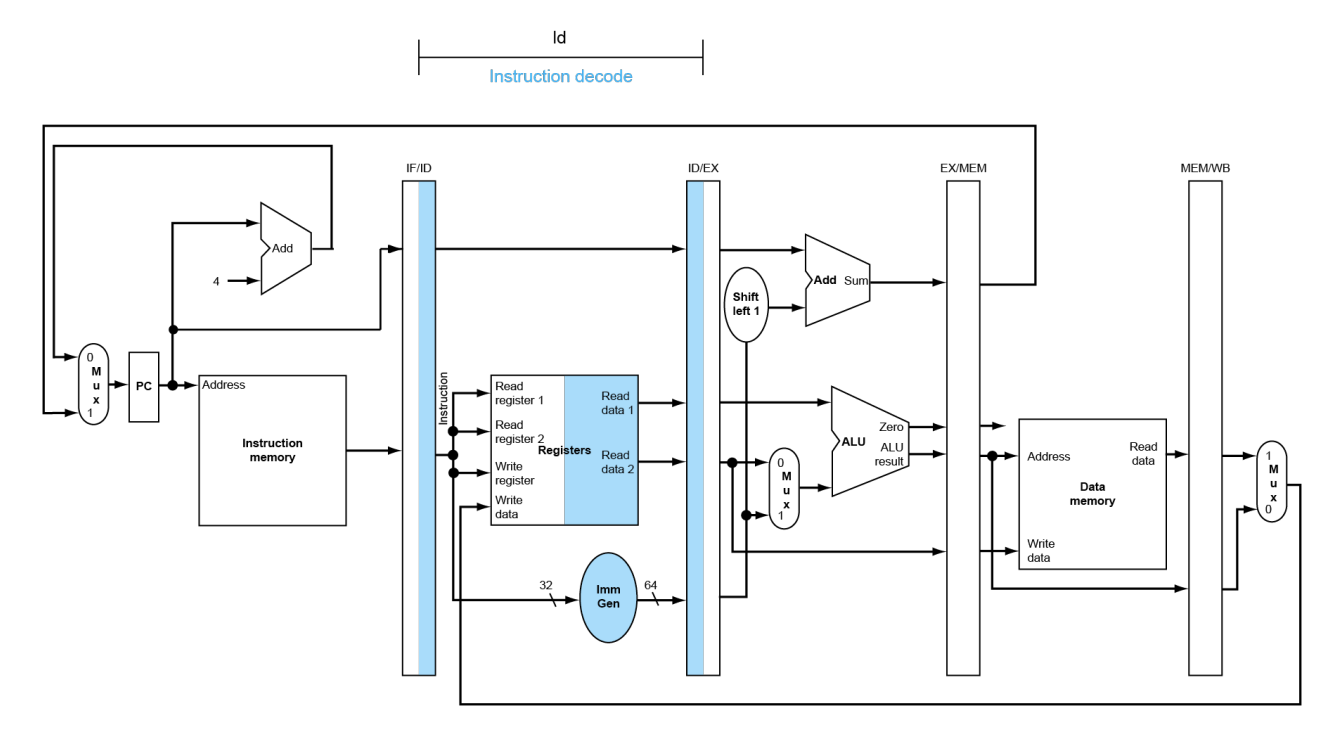 ld
Instruction decode
IF/ID
ID/EX
EX/MEM
MEM/WB
Add
4
Add Sum
Shift
left 1
0
M
u
x
1
PC
Address
Instruction
memory
Instruction
Read
register 1
Read
register 2
Registers
Write
register
Write
data
Read
data 1
Read
data 2
Zero
ALU
ALU
result
0
M
u
x
1
Address
Read
data
Data
memory
Write
data
1
M
u
x
0
32
Imm
Gen
64